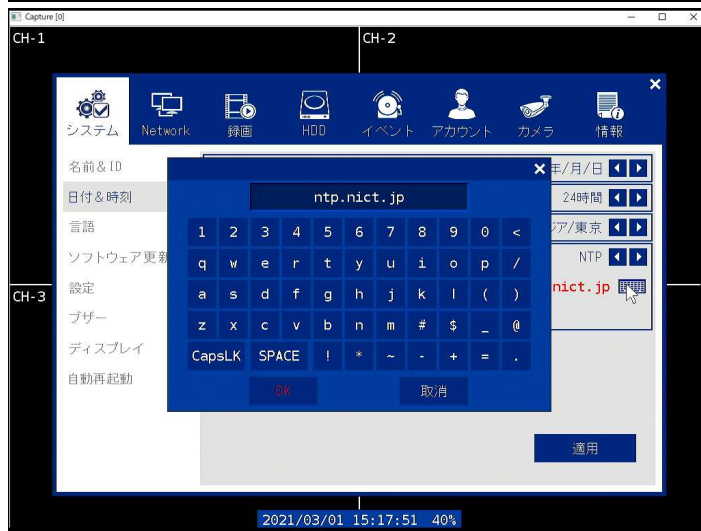 Capture [0]
CH-1
CH-2
システム
Network
録画
HDD
イベント
アカウント
カメラ
情報
名前&ID
日付&時刻
言語
ソフトウェア更新
設定
ブザー
ディスプレイ
自動再起動
年/月/日
24時間
ジア/東京
NTP
nict.jp
ntp.nict.jp
1 2 3 4 5 6 7 8 9 0 <
q w e r t y u i o p /
a s d f g h j k l ( )
z x c v b n m # $ _ @
CapsLK SPACE ! * ~ - + = .
OK
取消
CH-3
適用
2021/03/01 15:17:51 40%